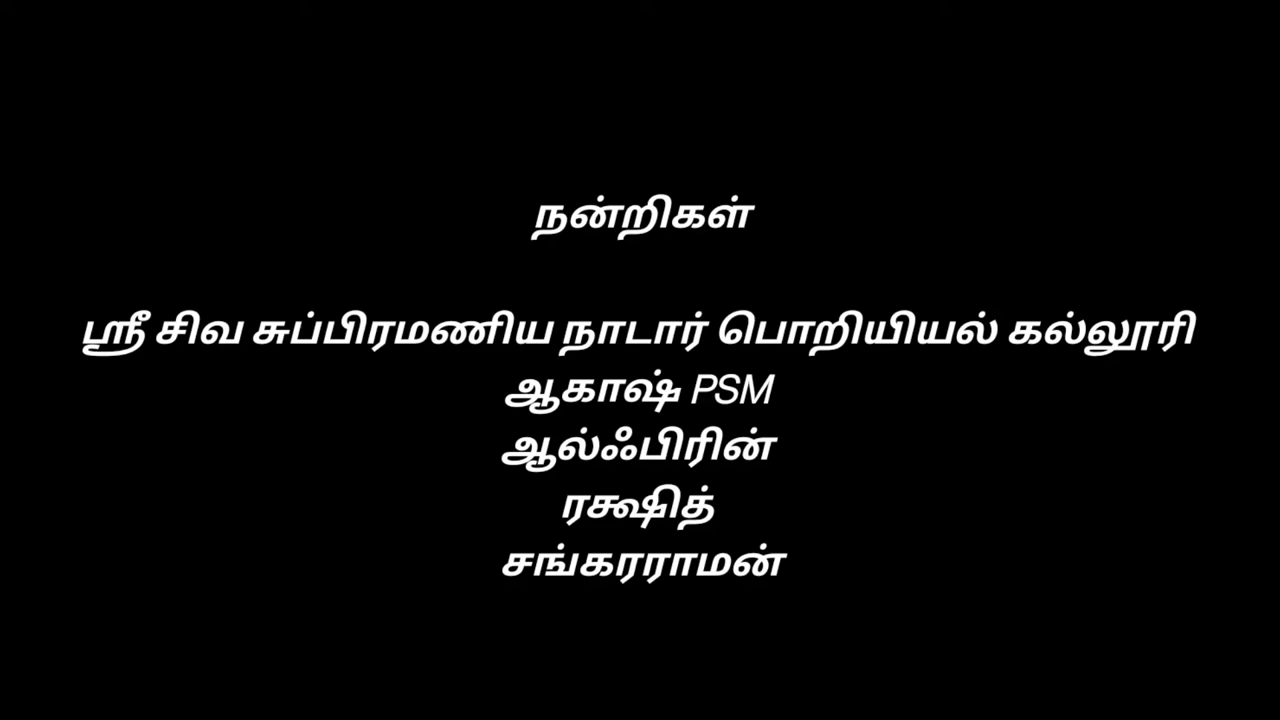 நன்றிகள்
ஸ்ரீ சிவ சுப்பிரமணிய நாடார் பொறியியல் கல்லூரி
ஆகாஷ் PSM
ஆல்ஃபிரின்
ரக்ஷித்
சங்கரராமன்